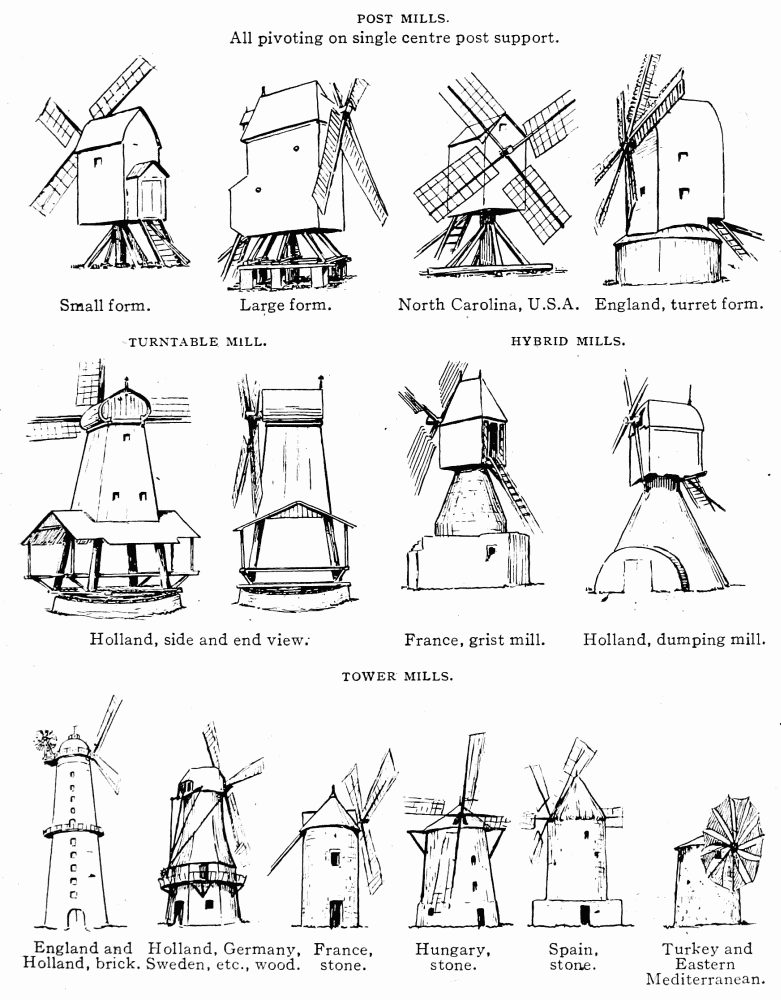 POST MILLS.
All pivoting on single centre post support.
Small form.
Large form.
North Carolina, U.S.A.
England, turret form.
TURNTABLE MILL.
HYBRID MILLS.
Holland, side and end view.
France, grist mill.
Holland, dumping mill.
TOWER MILLS.
England and
Holland, brick.
Holland, Germany,
Sweden, etc., wood.
France,
stone.
Hungary,
stone.
Spain,
stone.
Turkey and
Eastern
Mediterranean.